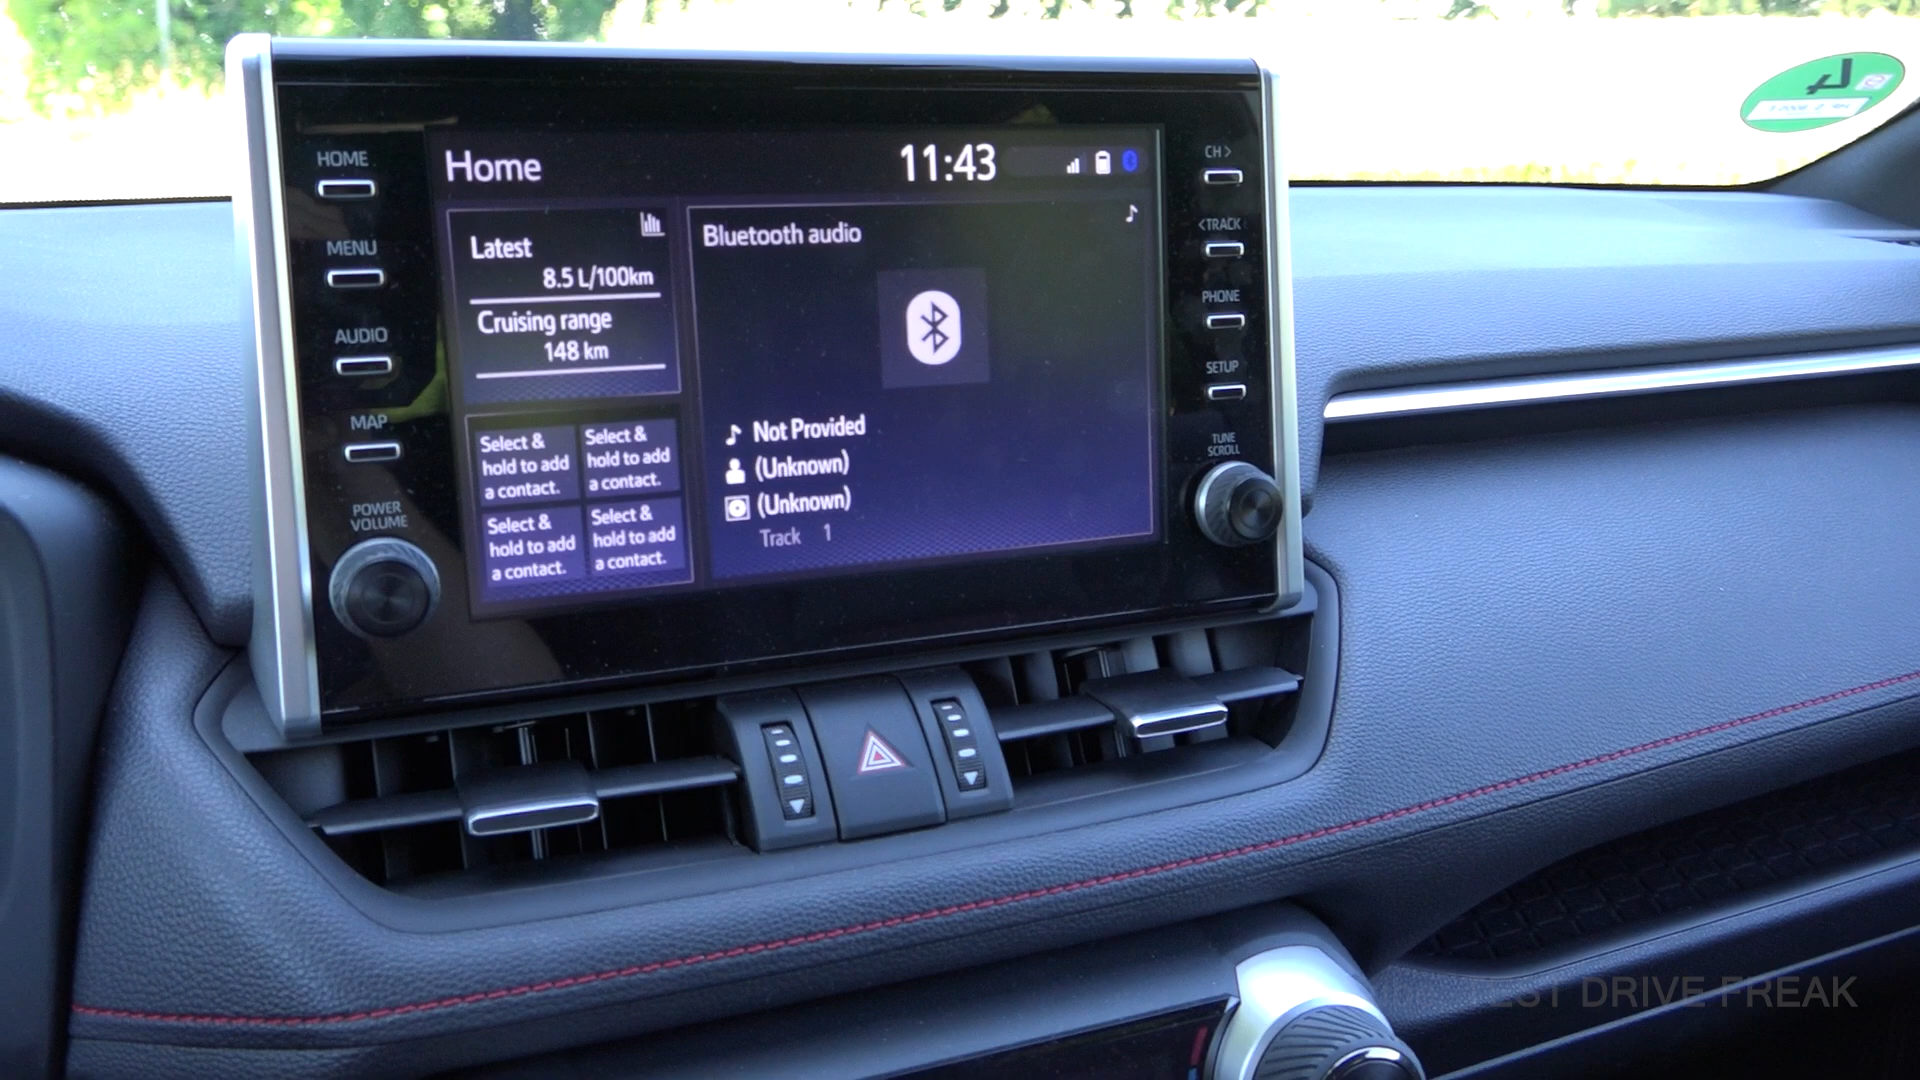 HOME
MENU
AUDIO
MAP
POWER
VOLUME
Home
11:43
Latest
8.5 L/100km
Cruising range
148 km
Select &
hold to add
a contact.
Select &
hold to add
a contact.
Select &
hold to add
a contact.
Select &
hold to add
a contact.
Bluetooth audio
Not Provided
(Unknown)
(Unknown)
Track 1
CH >
< TRACK
PHONE
SETUP
TUNE
SCROLL
4
TEST DRIVE FREAK